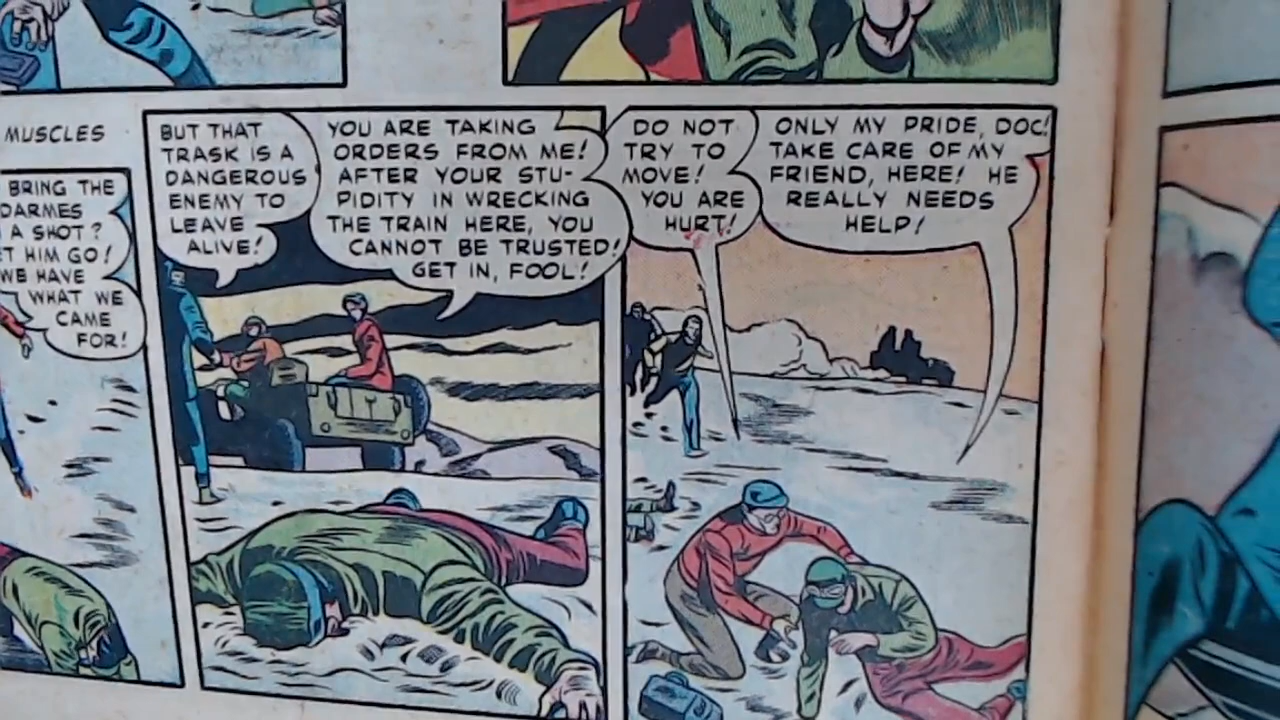 MUSCLES
BRING THE
DARMES
A SHOT?
T HIM GO!
WE HAVE
WHAT WE
CAME
FOR!
BUT THAT
TRASK IS A
DANGEROUS
ENEMY TO
LEAVE
ALIVE!
YOU ARE TAKING
ORDERS FROM ME!
AFTER YOUR STU-
PIDITY IN WRECKING
THE TRAIN HERE, YOU
CANNOT BE TRUSTED!
GET IN, FOOL!
DO NOT
TRY TO
MOVE!
YOU ARE
HURT!
ONLY MY PRIDE, DOC!
TAKE CARE OF MY
FRIEND, HERE! HE
REALLY NEEDS
HELP!